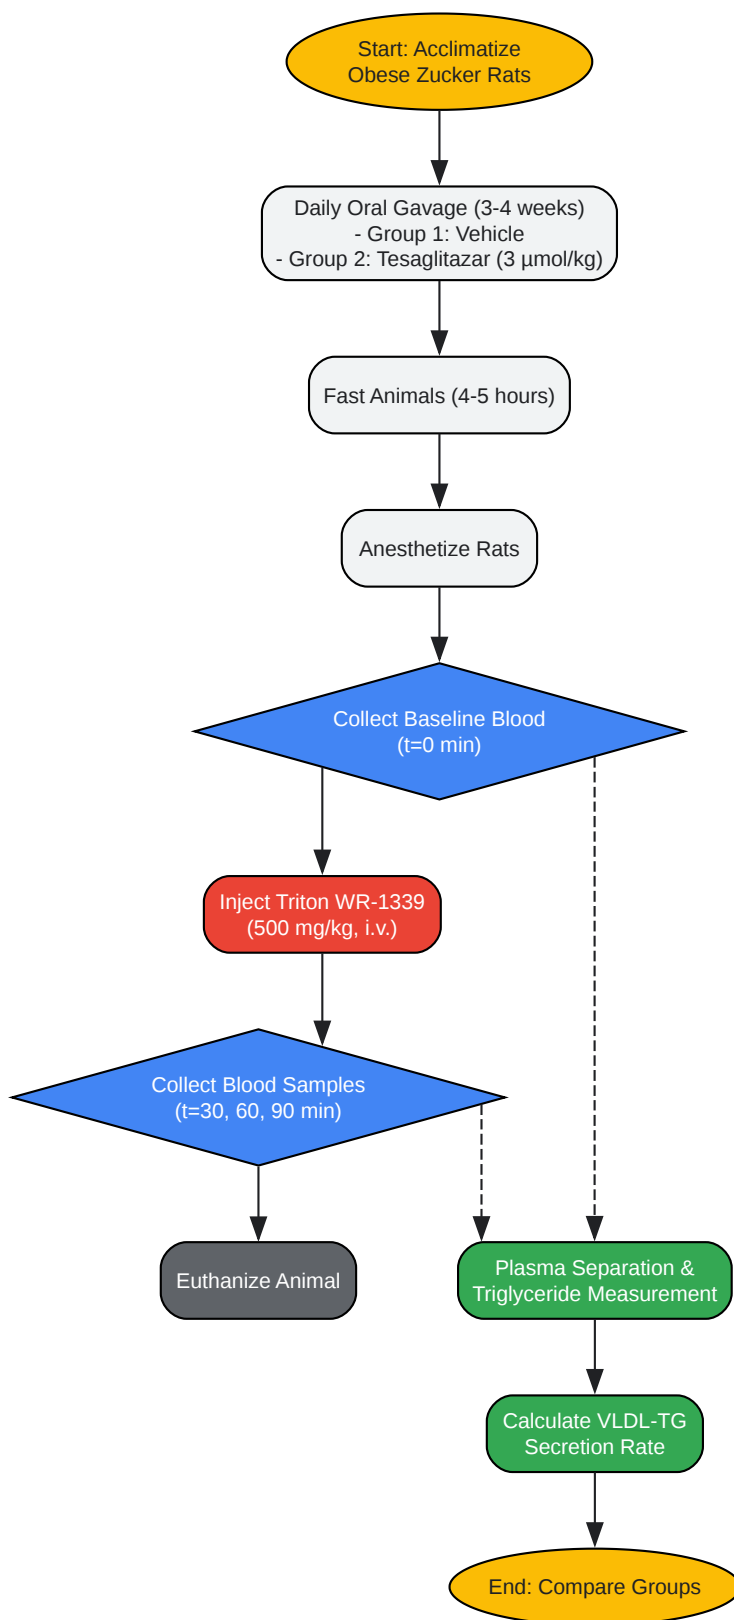 Start: Acclimatize
Obese Zucker Rats
Daily Oral Gavage (3-4 weeks)
- Group 1: Vehicle
- Group 2: Tesaglitazar (3 µmol/kg)
Fast Animals (4-5 hours)
Anesthetize Rats
Collect Baseline Blood
(t=0 min)
Inject Triton WR-1339
(500 mg/kg, i.v.)
Collect Blood Samples
(t=30, 60, 90 min)
Euthanize Animal
Plasma Separation &
Triglyceride Measurement
Calculate VLDL-TG
Secretion Rate
End: Compare Groups